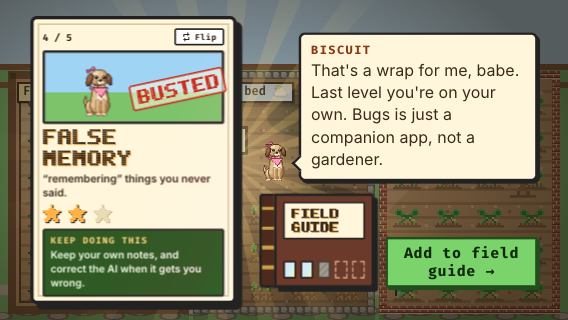 4 / 5
Flip
BUSTED
FALSE
MEMORY
“remembering” things you never
said.
KEEP DOING THIS
Keep your own notes, and
correct the AI when it gets you
wrong.
bed
BISCUIT
That's a wrap for me, babe.
Last level you're on your
own. Bugs is just a
companion app, not a
gardener.
FIELD
GUIDE
Add to field
guide →